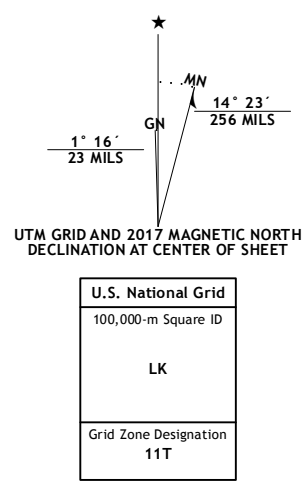 ★
MN
14° 23´
256 MILS
GN
1° 16´
23 MILS
UTM GRID AND 2017 MAGNETIC NORTH
DECLINATION AT CENTER OF SHEET
U.S. National Grid
100,000-m Square ID
LK
Grid Zone Designation
11T